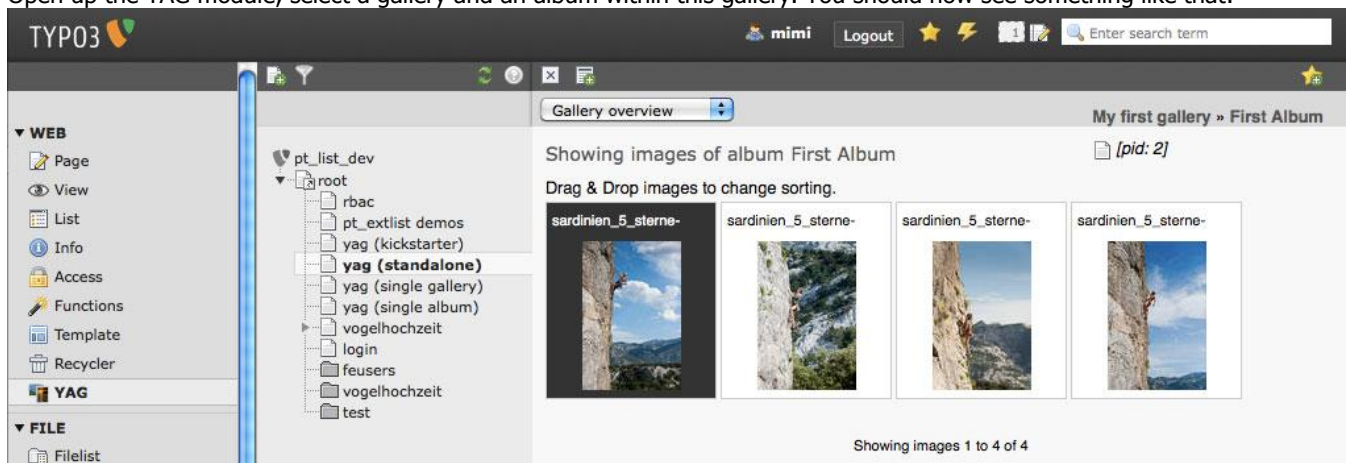 Open up the YAG module, select a gallery and an album within this gallery. You should now see something like that:
TYPO3
mimi
Logout
1
Enter search term
Gallery overview
My first gallery » First Album
[pid: 2]
WEB
Page
View
List
Info
Access
Functions
Template
Recycler
YAG
FILE
Filelist
pt_list_dev
root
rbac
pt_extlist demos
yag (kickstarter)
yag (standalone)
yag (single gallery)
yag (single album)
vogelhochzeit
login
feusers
vogelhochzeit
test
Showing images of album First Album
Drag & Drop images to change sorting.
sardinien_5_sterne-
sardinien_5_sterne-
sardinien_5_sterne-
sardinien_5_sterne-
Showing images 1 to 4 of 4